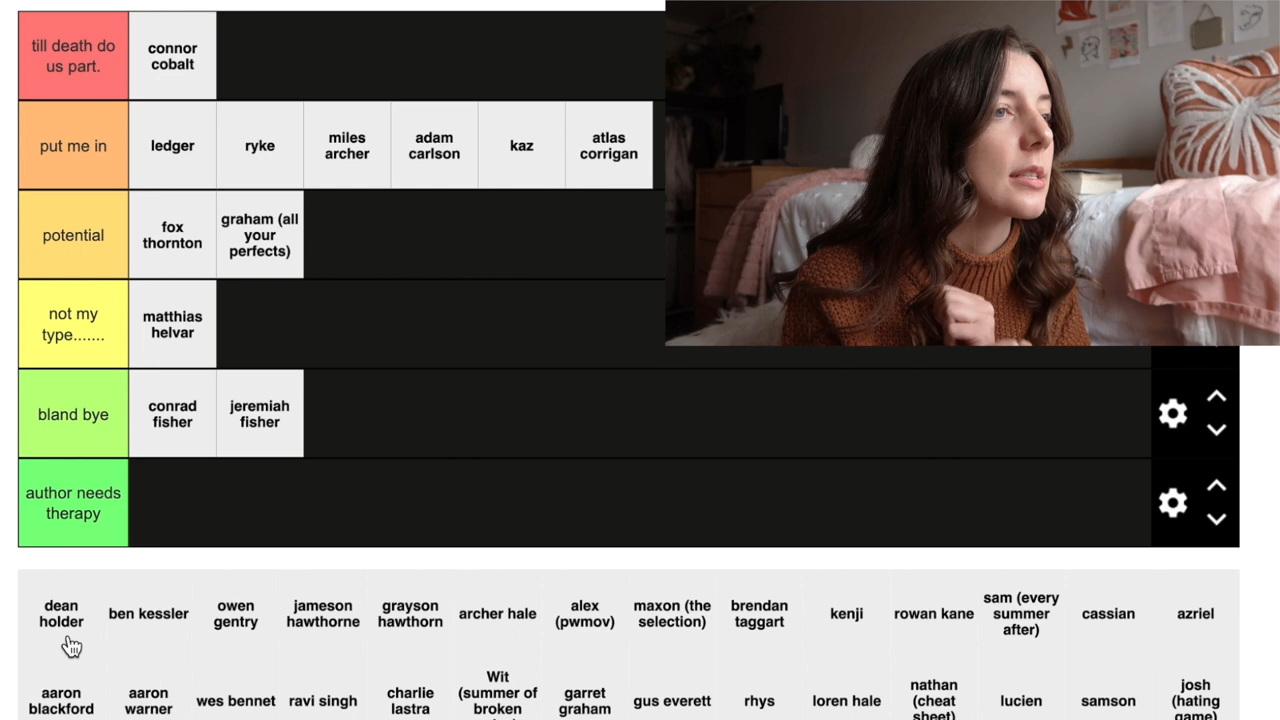 till death do
us part.
connor
cobalt
put me in
ledger
ryke
miles
archer
adam
carlson
kaz
atlas
corrigan
potential
fox
thornton
graham (all
your
perfects)
not my
type.......
matthias
helvar
bland bye
conrad
fisher
jeremiah
fisher
author needs
therapy
dean
holder
ben kessler
owen
gentry
jameson
hawthorne
grayson
hawthorn
archer hale
alex
(pwmov)
maxon (the
selection)
brendan
taggart
kenji
rowan kane
sam (every
summer
after)
cassian
azriel
aaron
blackford
aaron
warner
wes bennet
ravi singh
charlie
lastra
Wit
(summer of
broken
garret
graham
gus everett
rhys
loren hale
nathan
(cheat
sheet)
lucien
samson
josh
(hating
game)